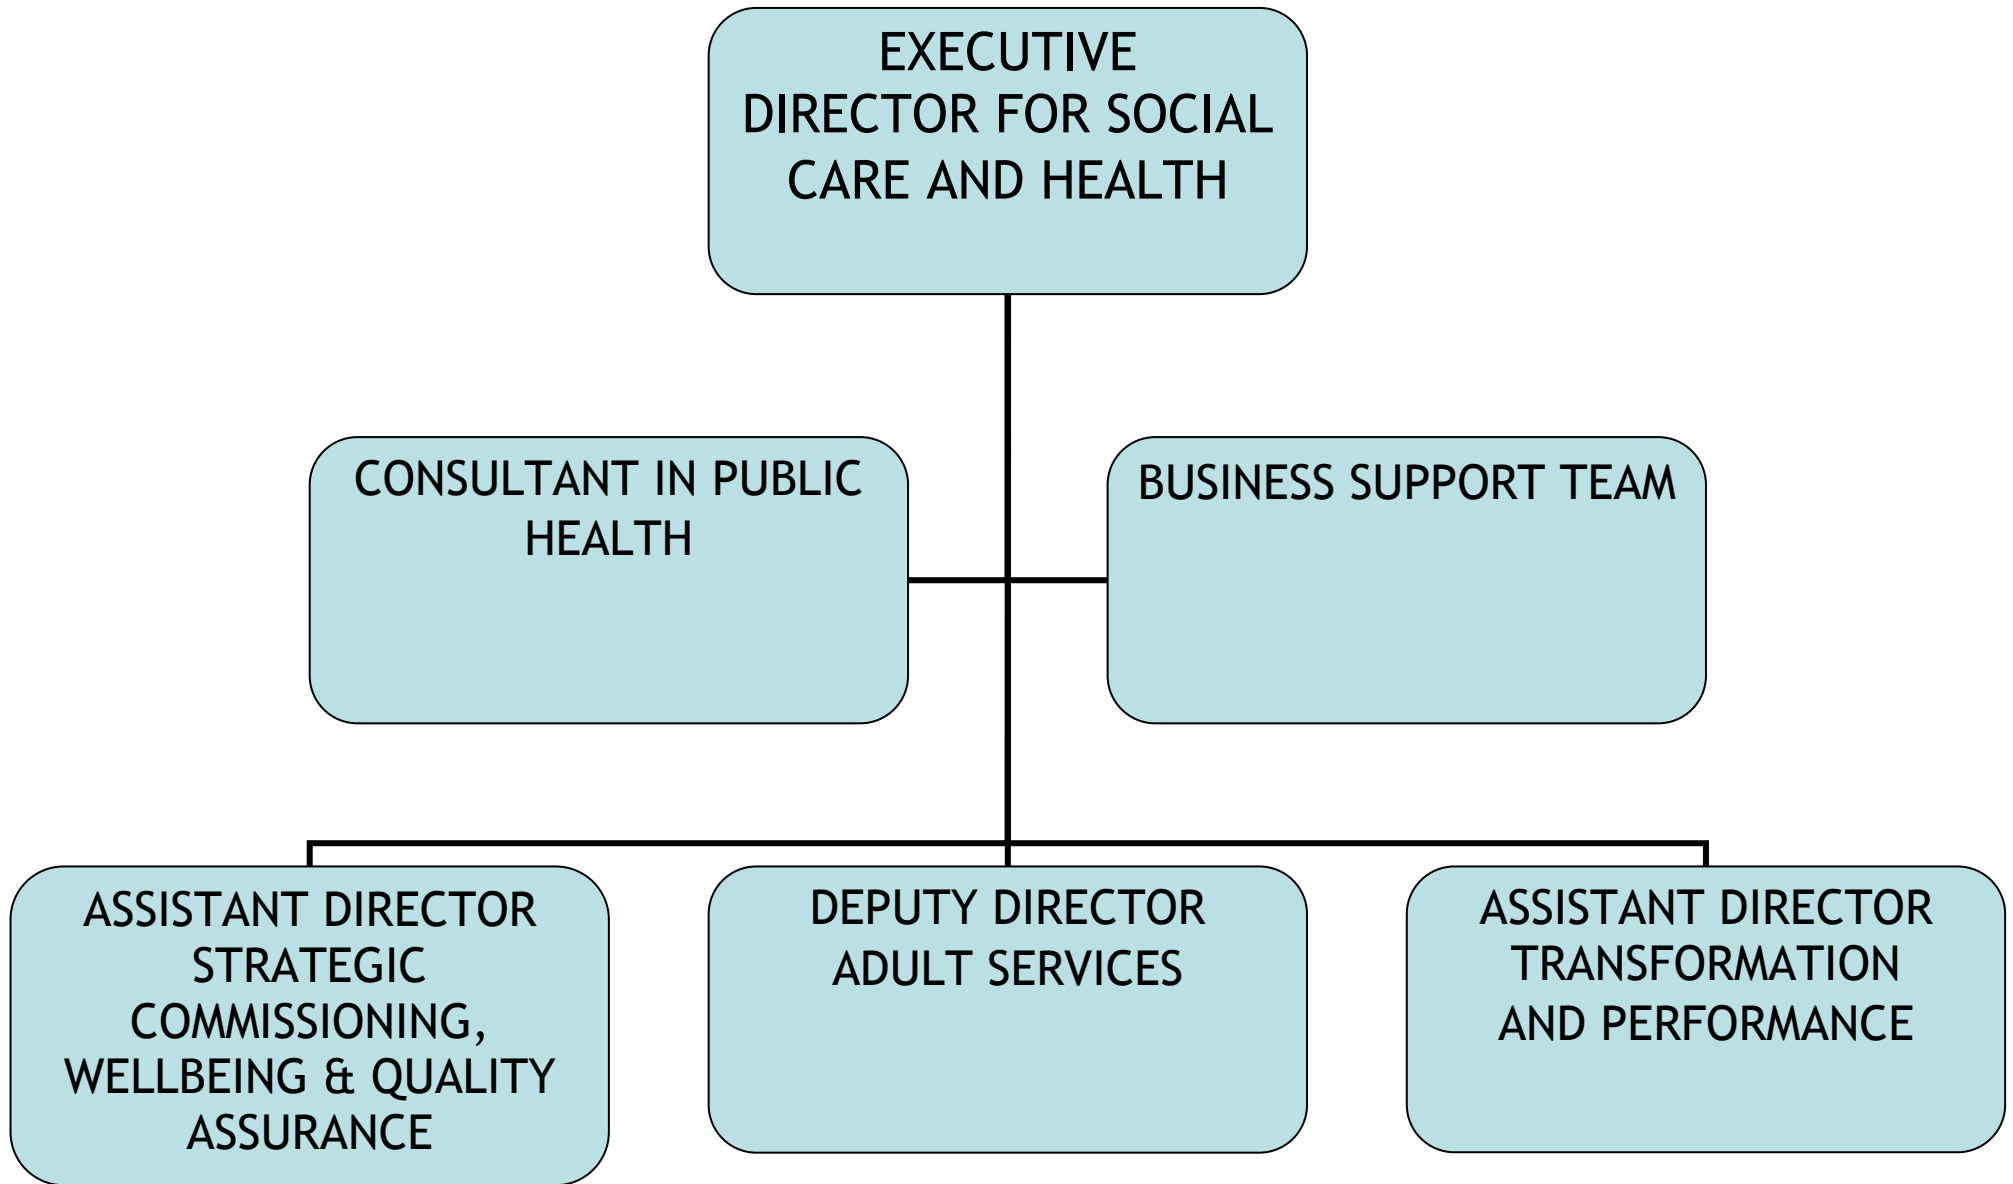 EXECUTIVE
DIRECTOR FOR SOCIAL
CARE AND HEALTH
CONSULTANT IN PUBLIC
HEALTH
BUSINESS SUPPORT TEAM
ASSISTANT DIRECTOR
STRATEGIC
COMMISSIONING,
WELLBEING & QUALITY
ASSURANCE
DEPUTY DIRECTOR
ADULT SERVICES
ASSISTANT DIRECTOR
TRANSFORMATION
AND PERFORMANCE